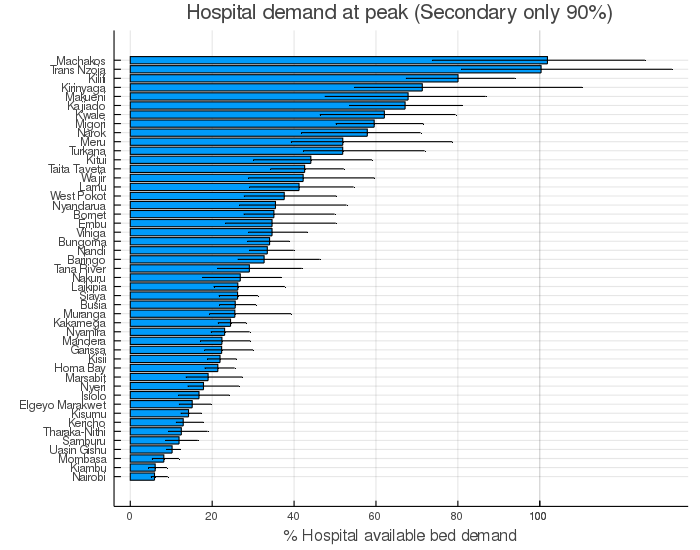 Hospital demand at peak (Secondary only 90%)
Machakos
Trans Nzoia
Kilifi
Kirinyaga
Makueni
Kajiado
Kwale
Migori
Narok
Meru
Turkana
Kitui
Taita Taveta
Wajir
Lamu
West Pokot
Nyandarua
Bomet
Embu
Vihiga
Bungoma
Nandi
Baringo
Tana River
Nakuru
Laikipia
Siaya
Busia
Muranga
Kakamega
Nyamira
Mandera
Garissa
Kisii
Homa Bay
Marsabit
Nyeri
Isiolo
Elgeyo Marakwet
Kisumu
Kericho
Tharaka-Nithi
Samburu
Uasin Gishu
Mombasa
Kiambu
Nairobi
0 20 40 60 80 100
% Hospital available bed demand